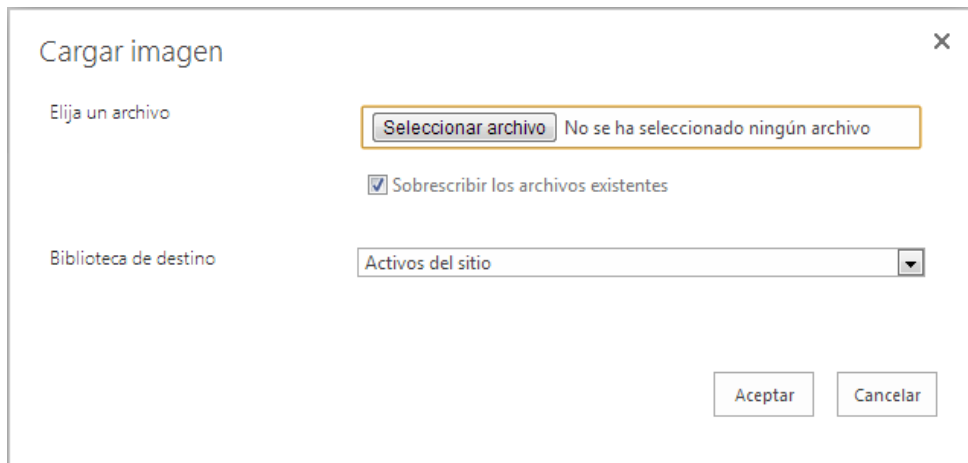 Cargar imagen
Elija un archivo
Seleccionar archivo No se ha seleccionado ningún archivo
Sobrescribir los archivos existentes
Biblioteca de destino
Activos del sitio
Aceptar
Cancelar